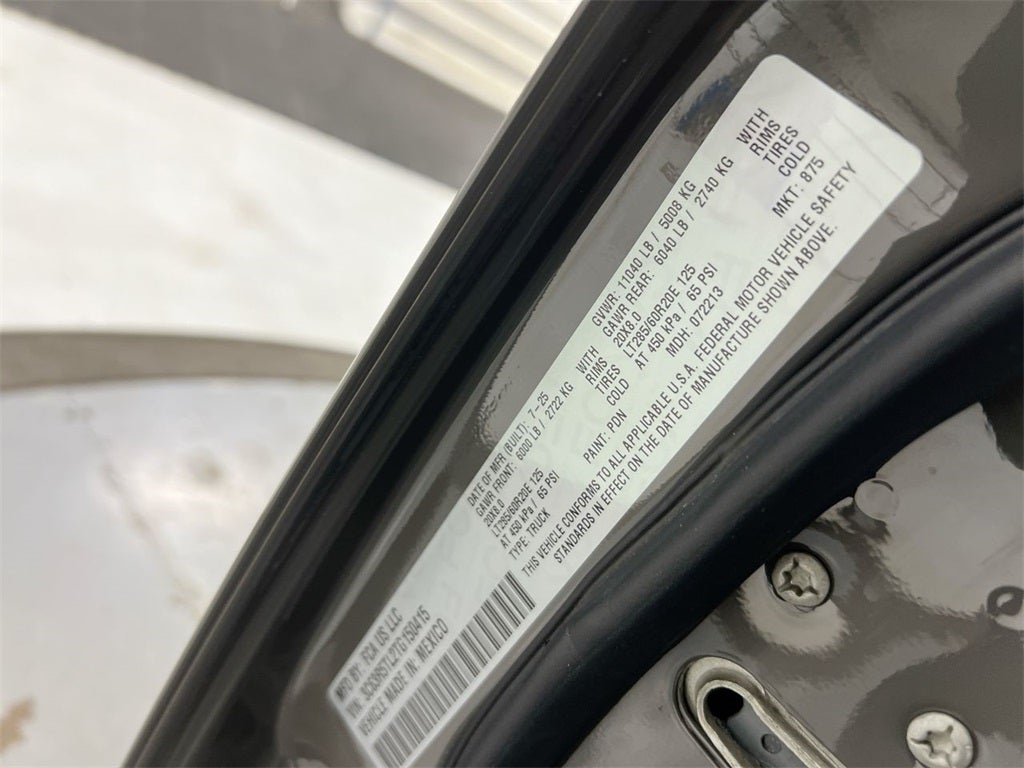 MFD BY: FCA US LLC
DATE OF MFR (BUILT): 7-25
GVWR: 11040 LB / 5008 KG
GAWR FRONT: 6000 LB / 2722 KG
WITH
GAWR REAR: 6040 LB / 2740 KG
WITH
20X8.0
RIMS
20X8.0
RIMS
LT285/60R20E 125
TIRES
LT285/60R20E 125
TIRES
AT 450 kPa / 65 PSI
COLD
AT 450 kPa / 65 PSI
COLD
VIN:
TYPE: TRUCK
PAINT: PDN
MDH: 072213
MKT: 875
VEHICLE MADE IN: MEXICO
THIS VEHICLE CONFORMS TO ALL APPLICABLE U.S.A. FEDERAL MOTOR VEHICLE SAFETY
STANDARDS IN EFFECT ON THE DATE OF MANUFACTURE SHOWN ABOVE.